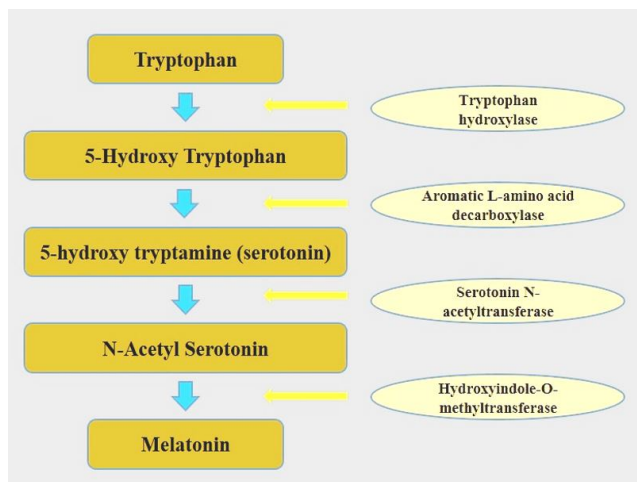 Tryptophan
Tryptophan
hydroxylase
5-Hydroxy Tryptophan
Aromatic L-amino acid
decarboxylase
5-hydroxy tryptamine (serotonin)
Serotonin N-
acetyltransferase
N-Acetyl Serotonin
Hydroxyindole-O-
methyltransferase
Melatonin